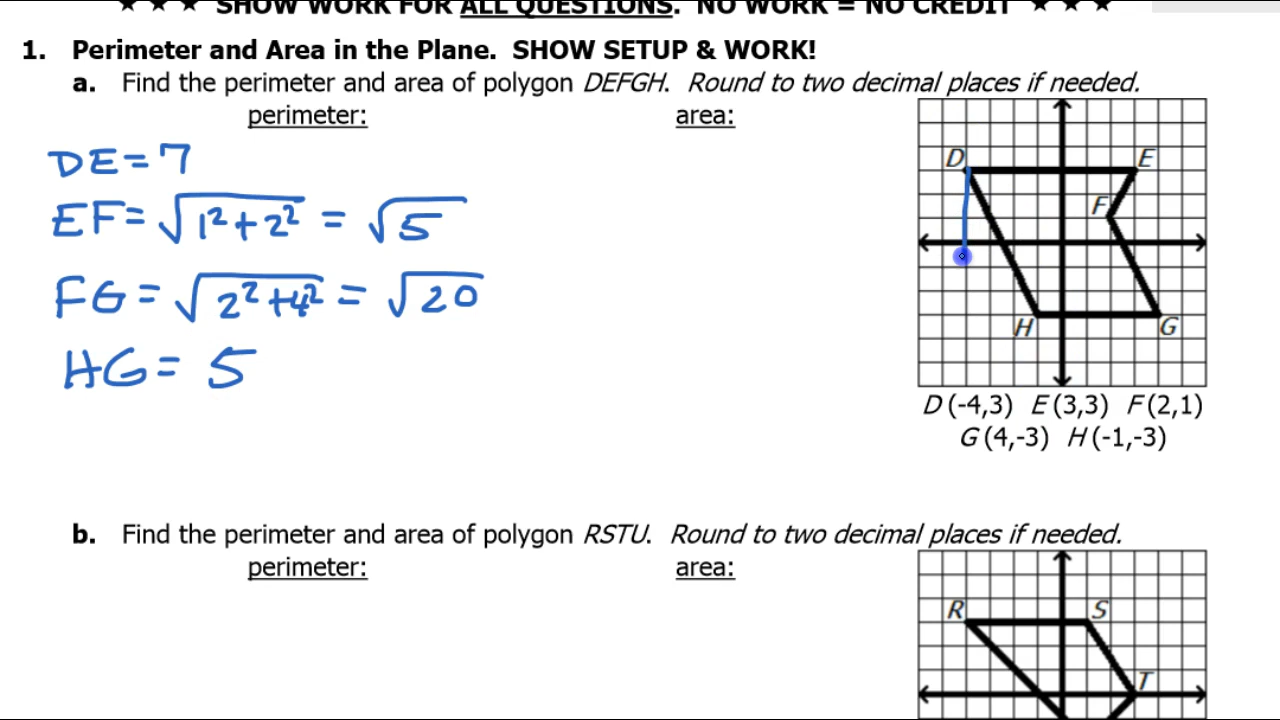 ★ ★ ★ SHOW WORK FOR ALL QUESTIONS. NO WORK = NO CREDIT ★ ★ ★
1. Perimeter and Area in the Plane. SHOW SETUP & WORK!
a. Find the perimeter and area of polygon DEFGH. Round to two decimal places if needed.
perimeter: area:
DE = 7
EF = √1²+2² = √5
FG = √2²+4² = √20
HG = 5
D E
F
H G
D (-4,3) E (3,3) F (2,1)
G (4,-3) H (-1,-3)
b. Find the perimeter and area of polygon RSTU. Round to two decimal places if needed.
perimeter: area:
R S
T